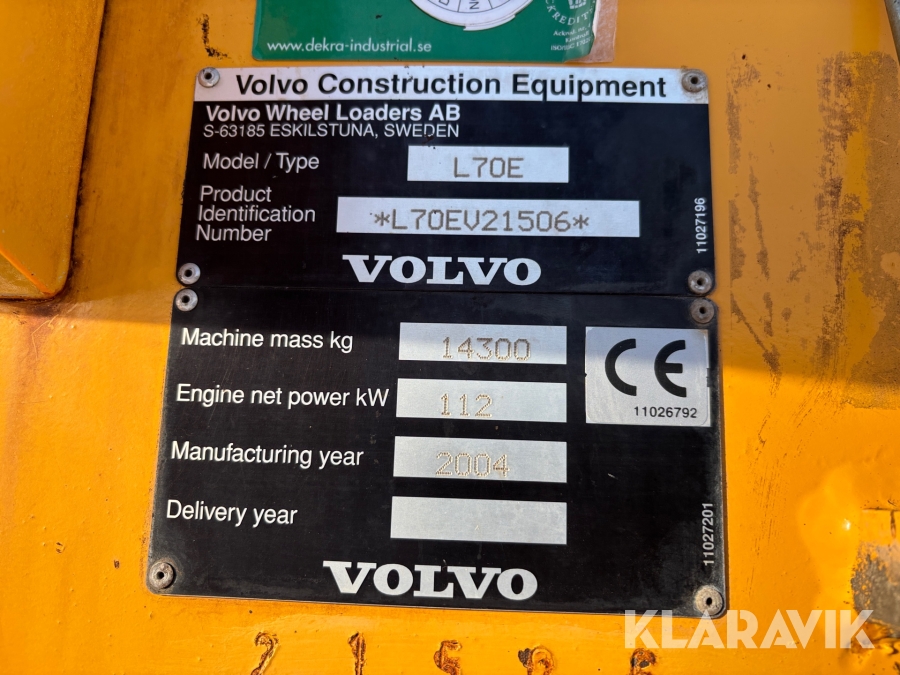 www.dekra-industrial.se
Volvo Construction Equipment
Volvo Wheel Loaders AB
S-63185 ESKILSTUNA, SWEDEN
Model / Type L70E
Product
Identification
Number
*L70EV21506*
11027196
VOLVO
Machine mass kg 14300
CE
11026792
Engine net power kW 112
Manufacturing year 2004
Delivery year
11027201
VOLVO
KLARAVIK